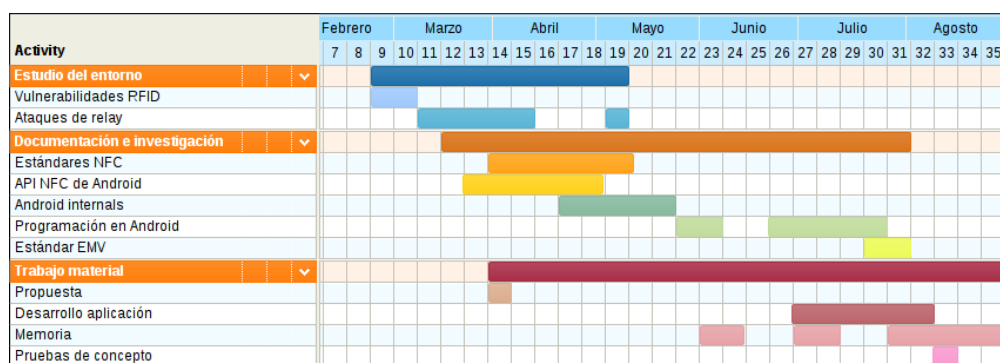 Febrero Marzo Abril Mayo Junio Julio Agosto
Activity 7 8 9 10 11 12 13 14 15 16 17 18 19 20 21 22 23 24 25 26 27 28 29 30 31 32 33 34 35
Estudio del entorno
Vulnerabilidades RFID
Ataques de relay
Documentación e investigación
Estándares NFC
API NFC de Android
Android internals
Programación en Android
Estándar EMV
Trabajo material
Propuesta
Desarrollo aplicación
Memoria
Pruebas de concepto